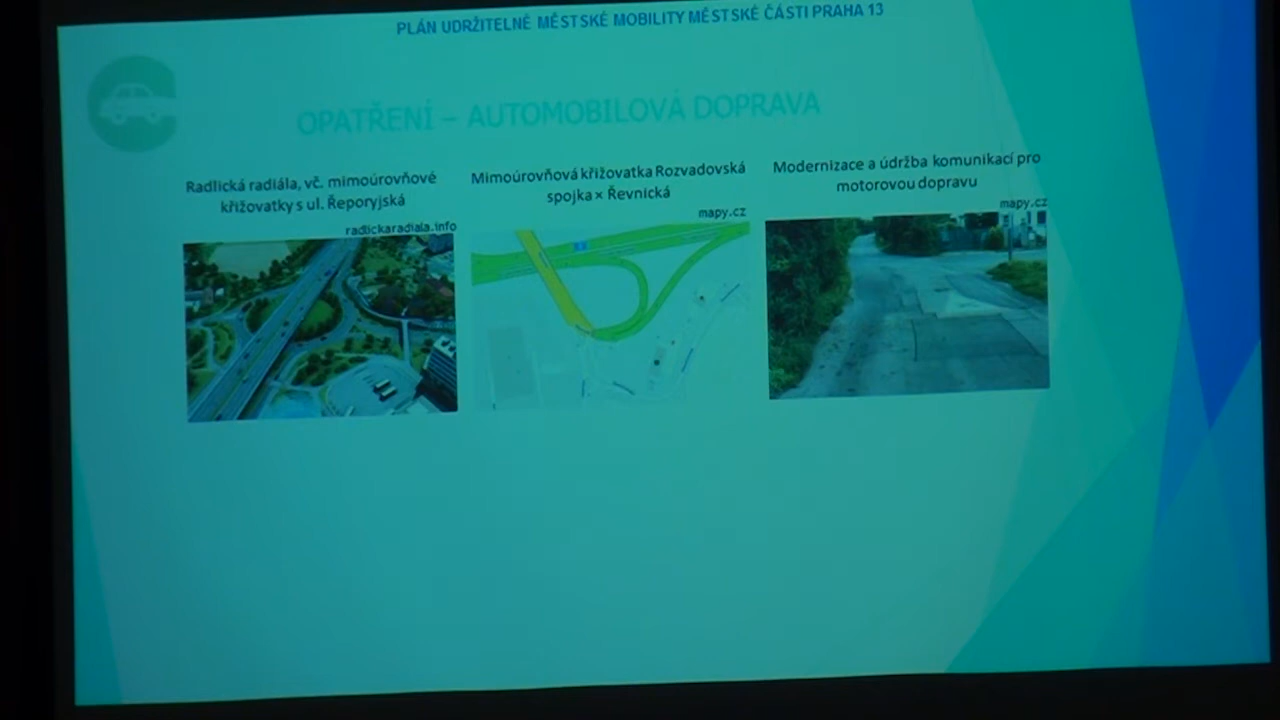 PLÁN UDRŽITELNÉ MĚSTSKÉ MOBILITY MĚSTSKÉ ČÁSTI PRAHA 13
OPATŘENÍ – AUTOMOBILOVÁ DOPRAVA
Radlická radiála, vč. mimoúrovňové
křižovatky s ul. Řeporyjská
radlickaradiala.info
Mimoúrovňová křižovatka Rozvadovská
spojka × Řevnická
mapy.cz
Modernizace a údržba komunikací pro
motorovou dopravu
mapy.cz